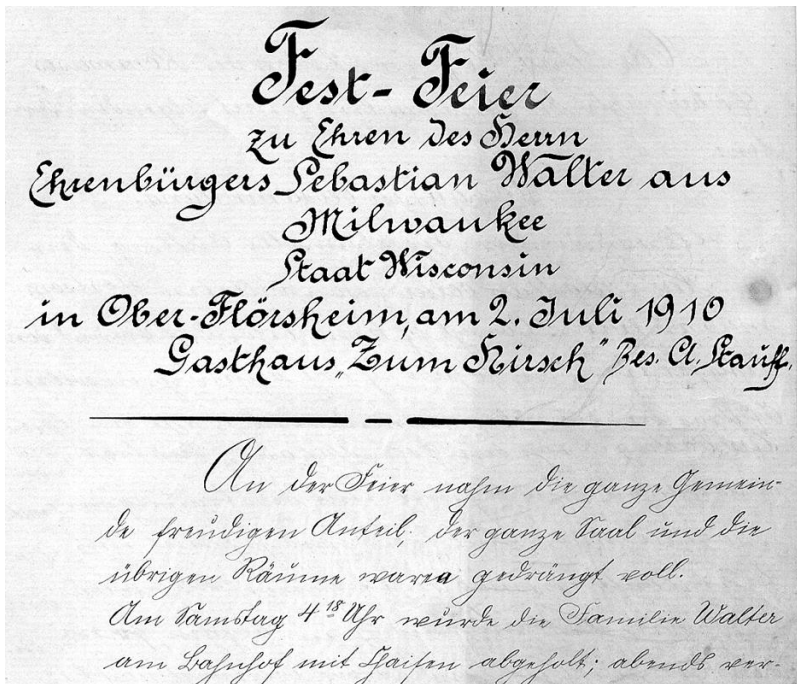 Fest-Feier
zu Ehren des Herrn
Ehrenbürgers Sebastian Walter aus
Milwaukee
Staat Wisconsin
in Ober-Flörsheim, am 2. Juli 1910
Gasthaus „Zum Hirsch" Bes. Cl. Stauff.
An der Feier nahm die ganze Gemein-
de freudigen Anteil, der ganze Saal und die
übrigen Räume waren gedrängt voll.
Am Samstag 4 18 Uhr wurde die Familie Walter
am Bahnhof mit Chaisen abgeholt; abends ver-